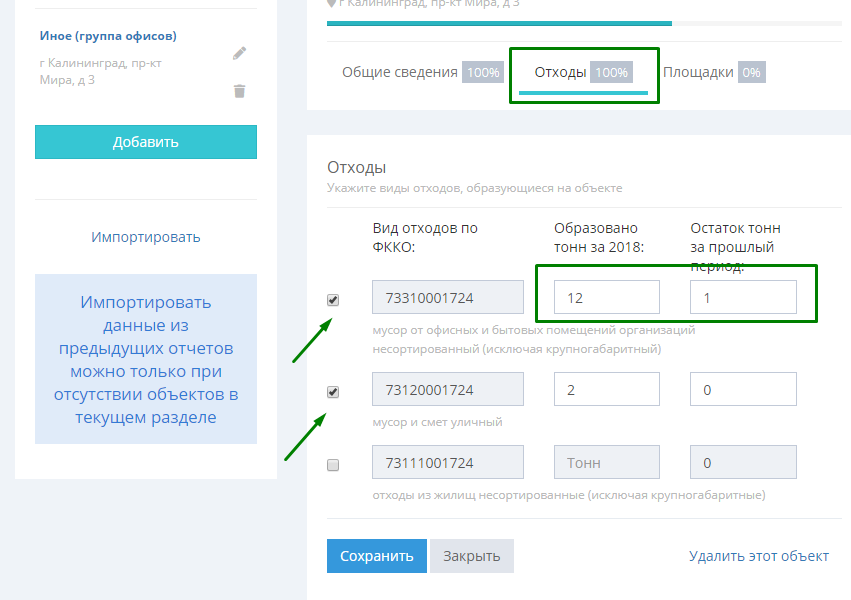 Иное (группа офисов)
г Калининград, пр-кт
Мира, д 3
Добавить
Импортировать
Импортировать
данные из
предыдущих отчетов
можно только при
отсутствии объектов в
текущем разделе
г Калининград, пр-кт Мира, д 3
Общие сведения 100%
Отходы 100%
Площадки 0%
Отходы
Укажите виды отходов, образующиеся на объекте
Вид отходов по
ФККО:
Образовано
тонн за 2018:
Остаток тонн
за прошлый
период:
73310001724
12
1
мусор от офисных и бытовых помещений организаций
несортированный (исключая крупногабаритный)
73120001724
2
0
мусор и смет уличный
73111001724
Тонн
0
отходы из жилищ несортированные (исключая крупногабаритные)
Сохранить
Закрыть
Удалить этот объект